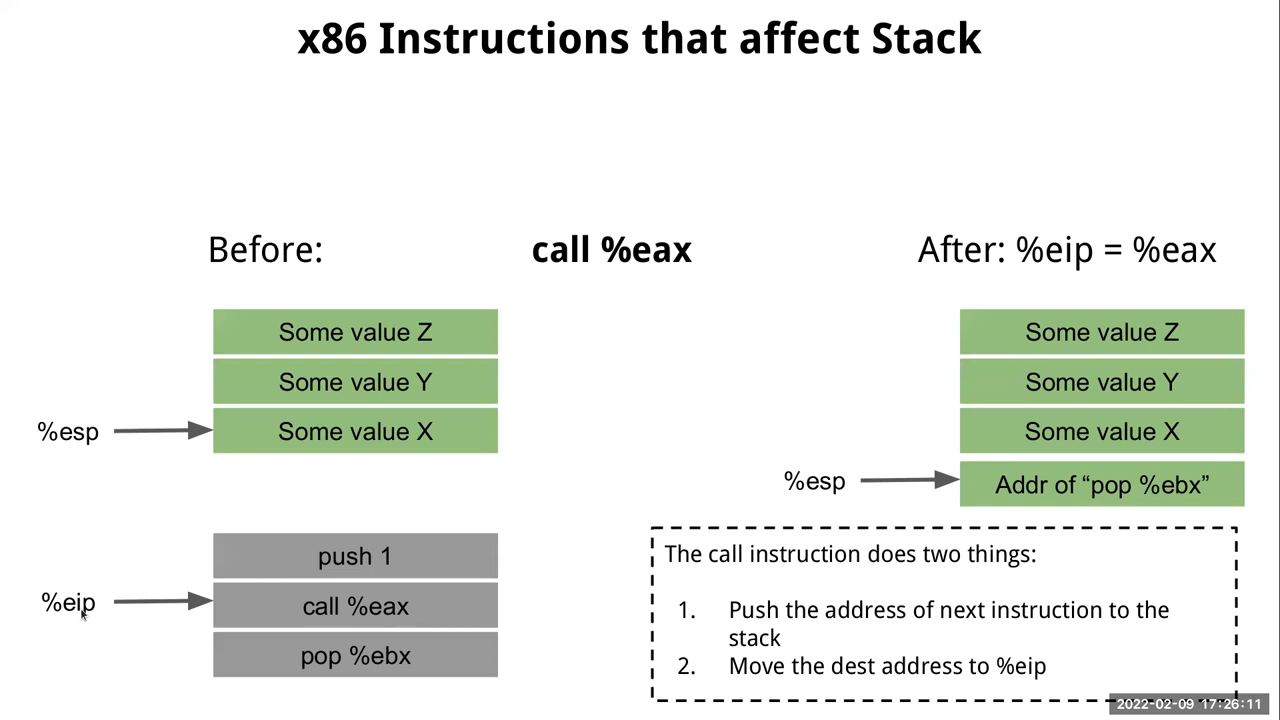 x86 Instructions that affect Stack
Before:
call %eax
After: %eip = %eax
Some value Z
Some value Y
%esp
Some value X
Some value Z
Some value Y
Some value X
%esp
Addr of “pop %ebx”
push 1
%eip
call %eax
pop %ebx
The call instruction does two things:
1. Push the address of next instruction to the
stack
2. Move the dest address to %eip
2022-02-09 17:26:11